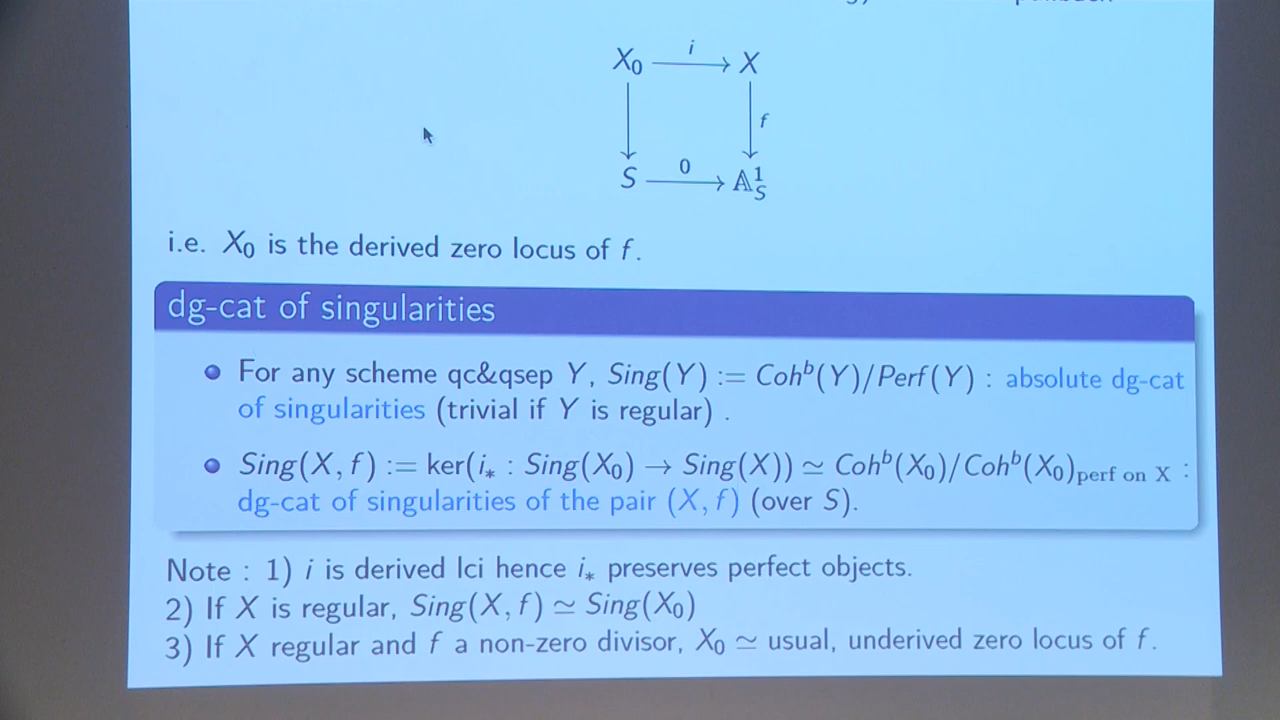 X₀ i X
f
S 0 𝔸¹_S
i.e. X₀ is the derived zero locus of f.
dg-cat of singularities
For any scheme qc&qsep Y, Sing(Y) := Cohᵇ(Y)/Perf(Y) : absolute dg-cat
of singularities (trivial if Y is regular) .
Sing(X, f) := ker(i_* : Sing(X₀) → Sing(X)) ≃ Cohᵇ(X₀)/Cohᵇ(X₀)_perf on X :
dg-cat of singularities of the pair (X, f) (over S).
Note : 1) i is derived lci hence i_* preserves perfect objects.
2) If X is regular, Sing(X, f) ≃ Sing(X₀)
3) If X regular and f a non-zero divisor, X₀ ≃ usual, underived zero locus of f.